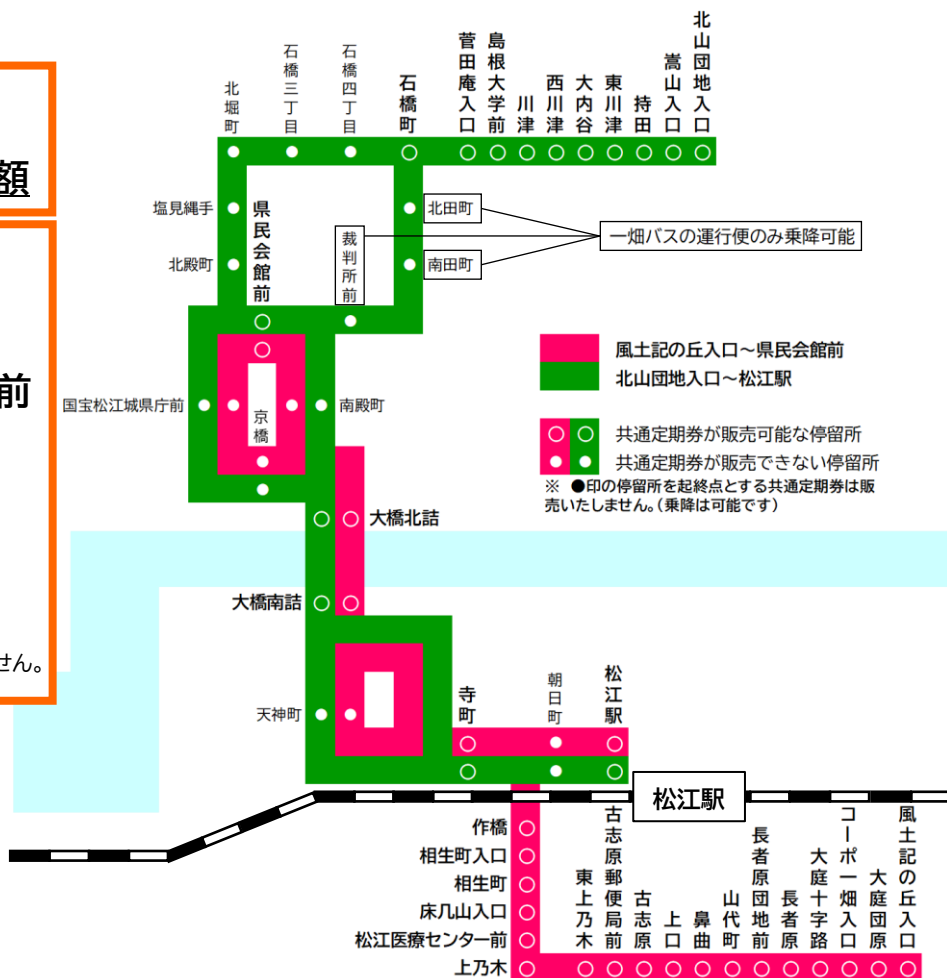 額
前
せん。
北堀町
石橋三丁目
石橋四丁目
石橋町
菅田庵入口
島根大学前
川津
西川津
大内谷
東川津
持田
嵩山入口
北山団地入口
塩見縄手
県民会館前
裁判所前
北田町
一畑バスの運行便のみ乗降可能
北殿町
南田町
風土記の丘入口~県民会館前
北山団地入口~松江駅
国宝松江城県庁前
京橋
南殿町
共通定期券が販売可能な停留所
共通定期券が販売できない停留所
※ ●印の停留所を起終点とする共通定期券は販
売いたしません。(乗降は可能です)
大橋北詰
大橋南詰
天神町
寺町
朝日町
松江駅
松江駅
作橋
相生町入口
相生町
床几山入口
松江医療センター前
上乃木
東上乃木
古志原郵便局前
古志原
上口
鼻曲
山代町
長者原団地前
長者原
大庭十字路
コーポ一畑入口
大庭団原
風土記の丘入口